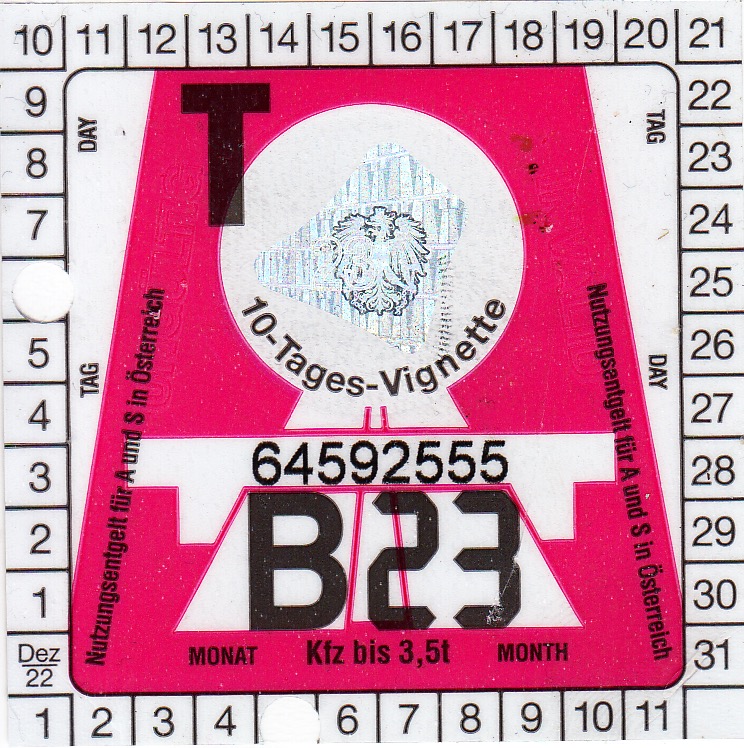 10 11 12 13 14 15 16 17 18 19 20 21
9 22
8 23
7 24
25
5 26
4 27
3 28
2 29
1 30
Dez
22
31
1 2 3 4 6 7 8 9 10 11
DAY
TAG
T
10-Tages-Vignette
TAG
DAY
Nutzungsentgelt für A und S in Österreich
Nutzungsentgelt für A und S in Österreich
64592555
B23
MONAT Kfz bis 3,5t MONTH